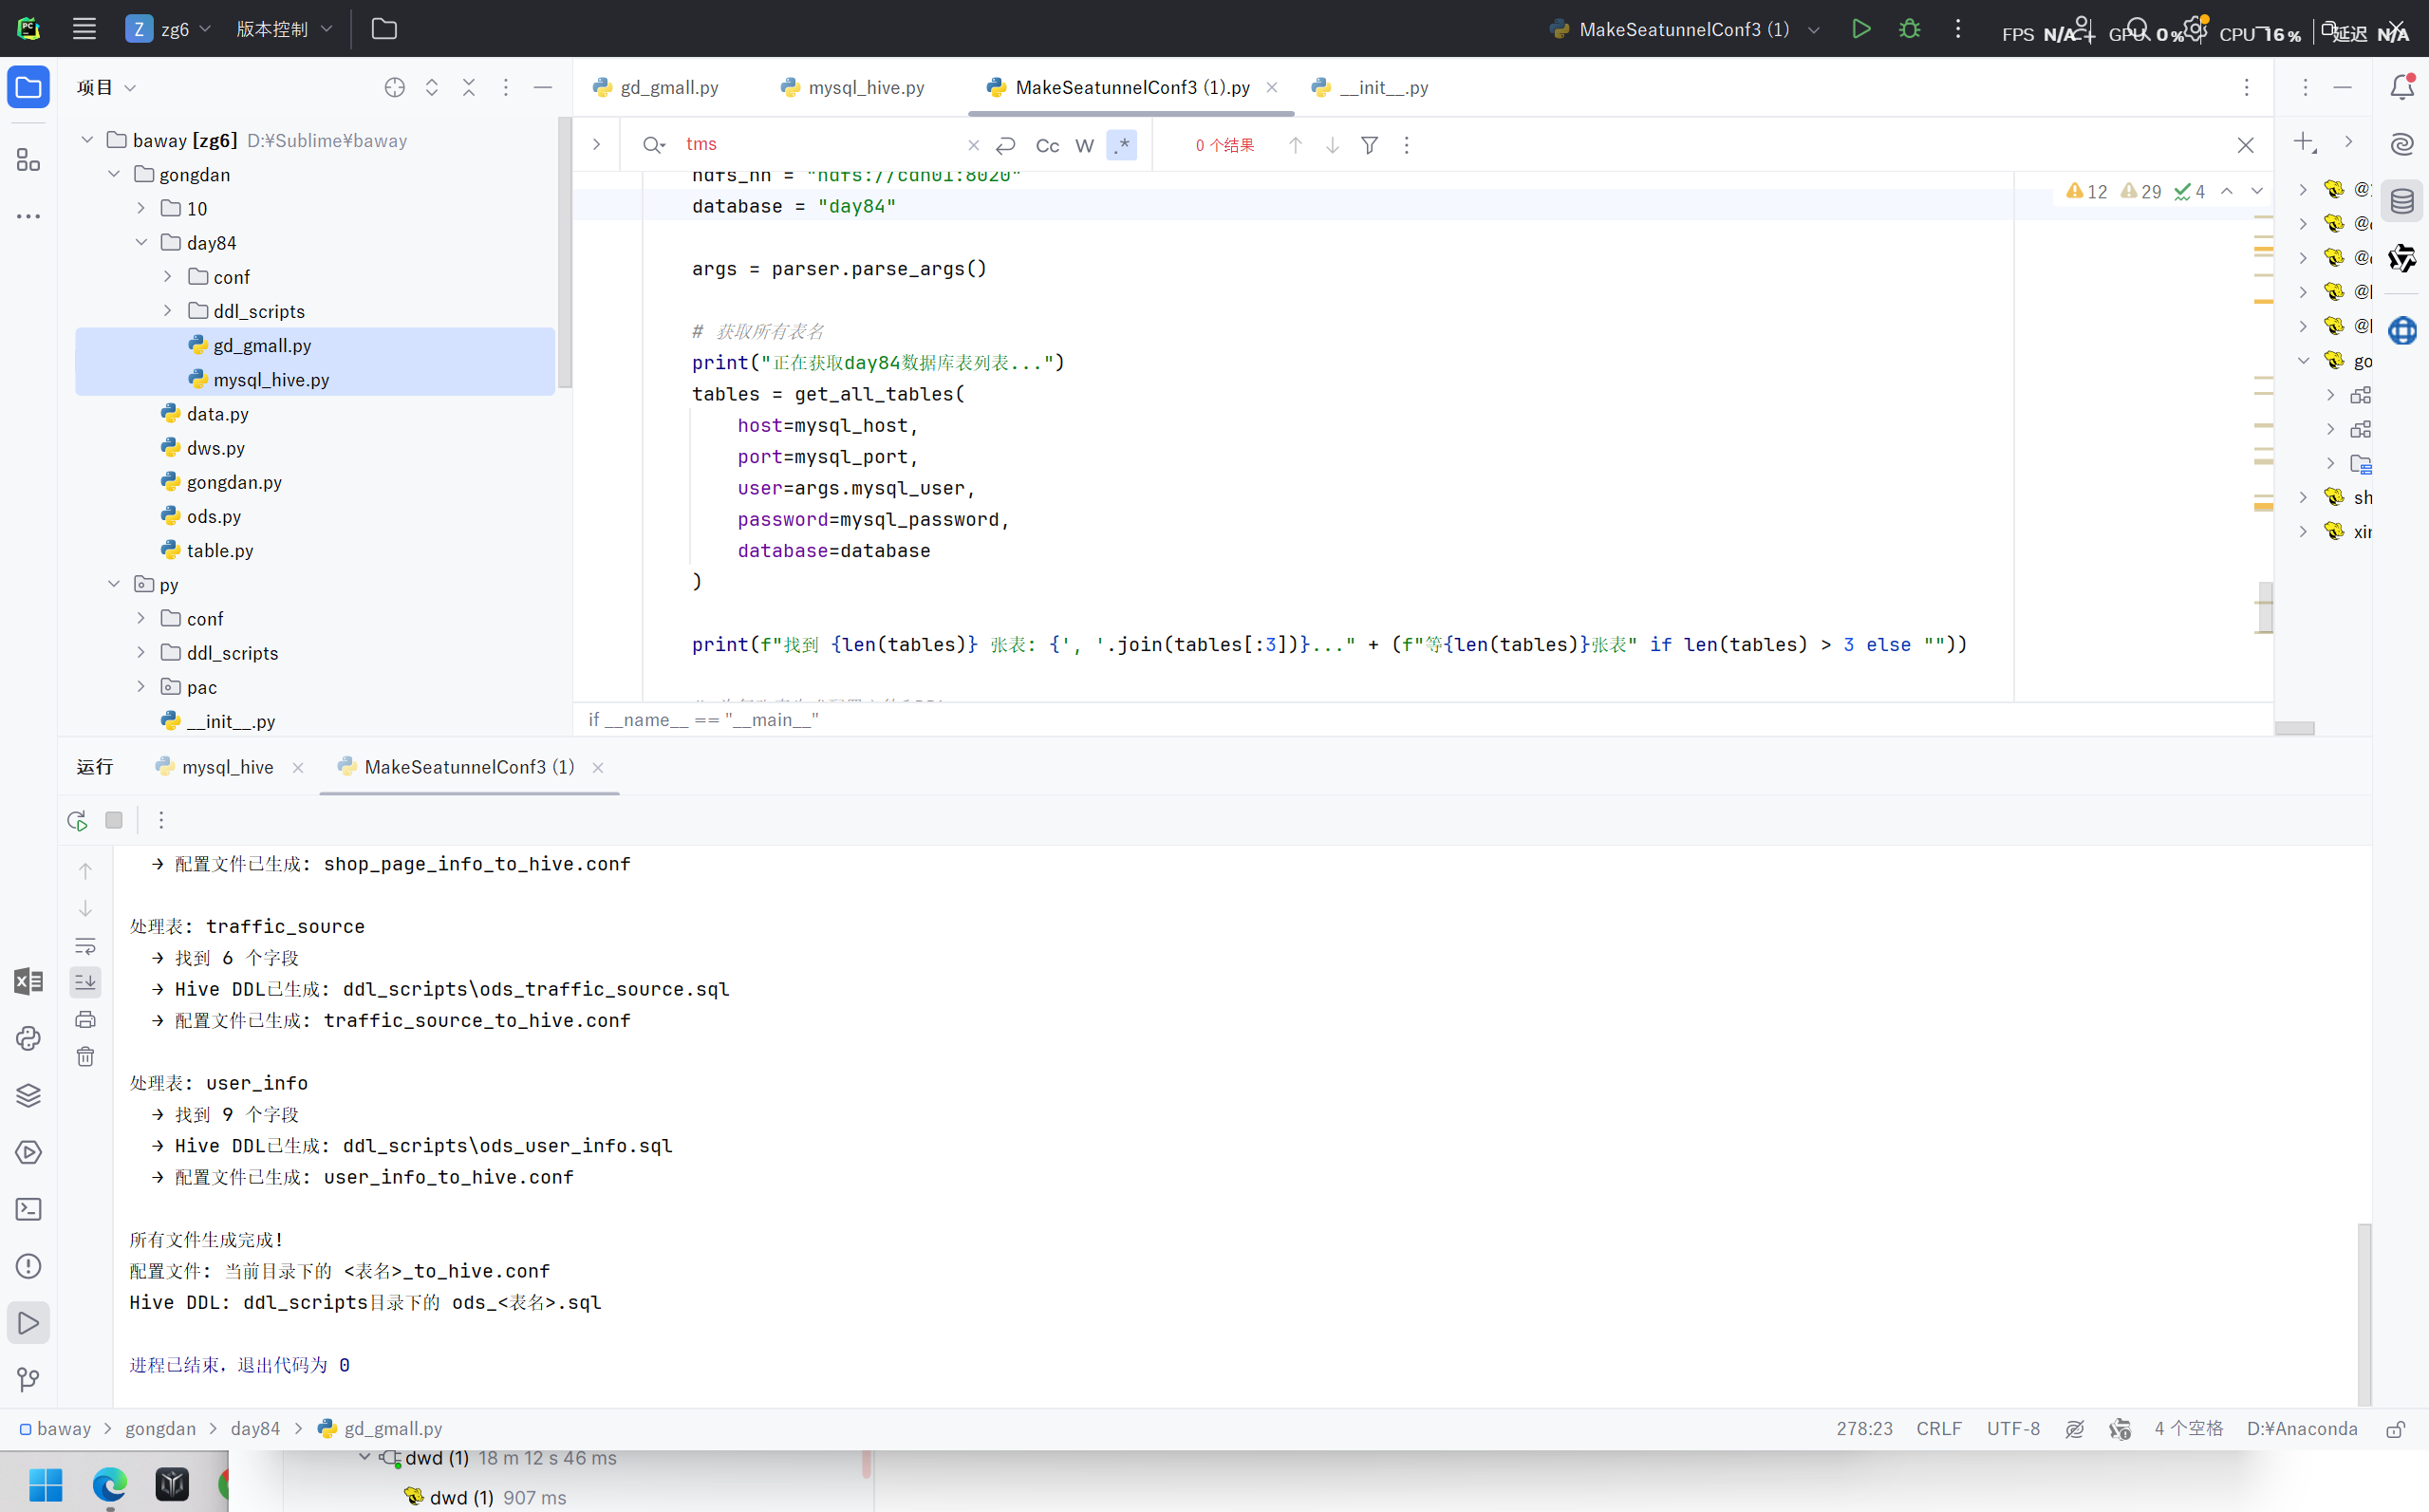 PC
Z zg6 版本控制
MakeSeatunnelConf3 (1)
FPS N/A GPU 0% CPU 16% 延迟 N/A
项目
baway [zg6] D:¥Sublime¥baway
gongdan
10
day84
conf
ddl_scripts
gd_gmall.py
mysql_hive.py
data.py
dws.py
gongdan.py
ods.py
table.py
py
conf
ddl_scripts
pac
__init__.py
gd_gmall.py mysql_hive.py MakeSeatunnelConf3 (1).py __init__.py
tms Cc W .* 0 个结果
12 29 4
hdfs_nn = "hdfs://cdh01:8020"
database = "day84"
args = parser.parse_args()
# 获取所有表名
print("正在获取day84数据库表列表...")
tables = get_all_tables(
host=mysql_host,
port=mysql_port,
user=args.mysql_user,
password=mysql_password,
database=database
)
print(f"找到 {len(tables)} 张表: {', '.join(tables[:3])}..." + (f"等{len(tables)}张表" if len(tables) > 3 else ""))
if __name__ == "__main__"
go
sh
运行 mysql_hive MakeSeatunnelConf3 (1)
→ 配置文件已生成: shop_page_info_to_hive.conf
处理表: traffic_source
→ 找到 6 个字段
→ Hive DDL已生成: ddl_scripts\ods_traffic_source.sql
→ 配置文件已生成: traffic_source_to_hive.conf
处理表: user_info
→ 找到 9 个字段
→ Hive DDL已生成: ddl_scripts\ods_user_info.sql
→ 配置文件已生成: user_info_to_hive.conf
所有文件生成完成!
配置文件: 当前目录下的 <表名>_to_hive.conf
Hive DDL: ddl_scripts目录下的 ods_<表名>.sql
进程已结束，退出代码为 0
baway > gongdan > day84 > gd_gmall.py
278:23 CRLF UTF-8 4 个空格 D:¥Anaconda
dwd (1) 18 m 12 s 46 ms
dwd (1) 907 ms